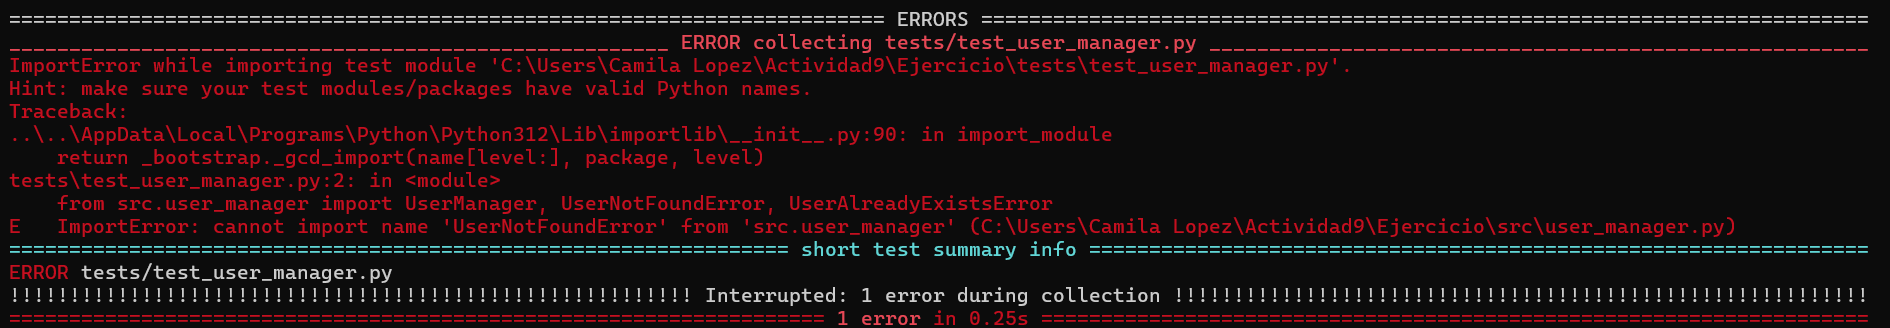 ========================================================================= ERRORS ==========================================================================
_______________________________________________________ ERROR collecting tests/test_user_manager.py _______________________________________________________
ImportError while importing test module 'C:\Users\Camila Lopez\Actividad9\Ejercicio\tests\test_user_manager.py'.
Hint: make sure your test modules/packages have valid Python names.
Traceback:
..\..\AppData\Local\Programs\Python\Python312\Lib\importlib\__init__.py:90: in import_module
    return _bootstrap._gcd_import(name[level:], package, level)
tests\test_user_manager.py:2: in <module>
    from src.user_manager import UserManager, UserNotFoundError, UserAlreadyExistsError
E   ImportError: cannot import name 'UserNotFoundError' from 'src.user_manager' (C:\Users\Camila Lopez\Actividad9\Ejercicio\src\user_manager.py)
================================================================= short test summary info =================================================================
ERROR tests/test_user_manager.py
!!!!!!!!!!!!!!!!!!!!!!!!!!!!!!!!!!!!!!!!!!!!!!!!!!!!!!!!! Interrupted: 1 error during collection !!!!!!!!!!!!!!!!!!!!!!!!!!!!!!!!!!!!!!!!!!!!!!!!!!!!!!!!!!
==================================================================== 1 error in 0.25s =====================================================================